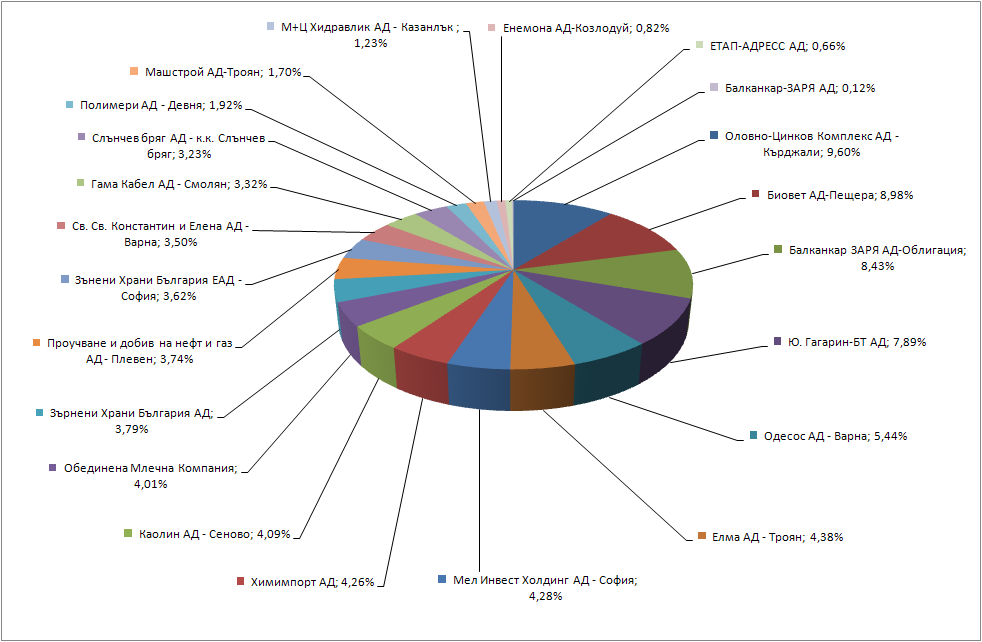 М+Ц Хидравлик АД - Казанлък ;
1,23%
Енемона АД-Козлодуй; 0,82%
ЕТАП-АДРЕСС АД; 0,66%
Балканкар-ЗАРЯ АД; 0,12%
Оловно-Цинков Комплекс АД -
Кърджали; 9,60%
Биовет АД-Пещера; 8,98%
Балканкар ЗАРЯ АД-Облигация;
8,43%
Ю. Гагарин-БТ АД; 7,89%
Одесос АД - Варна; 5,44%
Елма АД - Троян; 4,38%
Мел Инвест Холдинг АД - София;
4,28%
Химимпорт АД; 4,26%
Каолин АД - Сеново; 4,09%
Обединена Млечна Компания;
4,01%
Зърнени Храни България АД;
3,79%
Проучване и добив на нефт и газ
АД - Плевен; 3,74%
Зънени Храни България ЕАД -
София; 3,62%
Св. Св. Константин и Елена АД -
Варна; 3,50%
Гама Кабел АД - Смолян; 3,32%
Слънчев бряг АД - к.к. Слънчев
бряг; 3,23%
Полимери АД - Девня; 1,92%
Машстрой АД-Троян; 1,70%